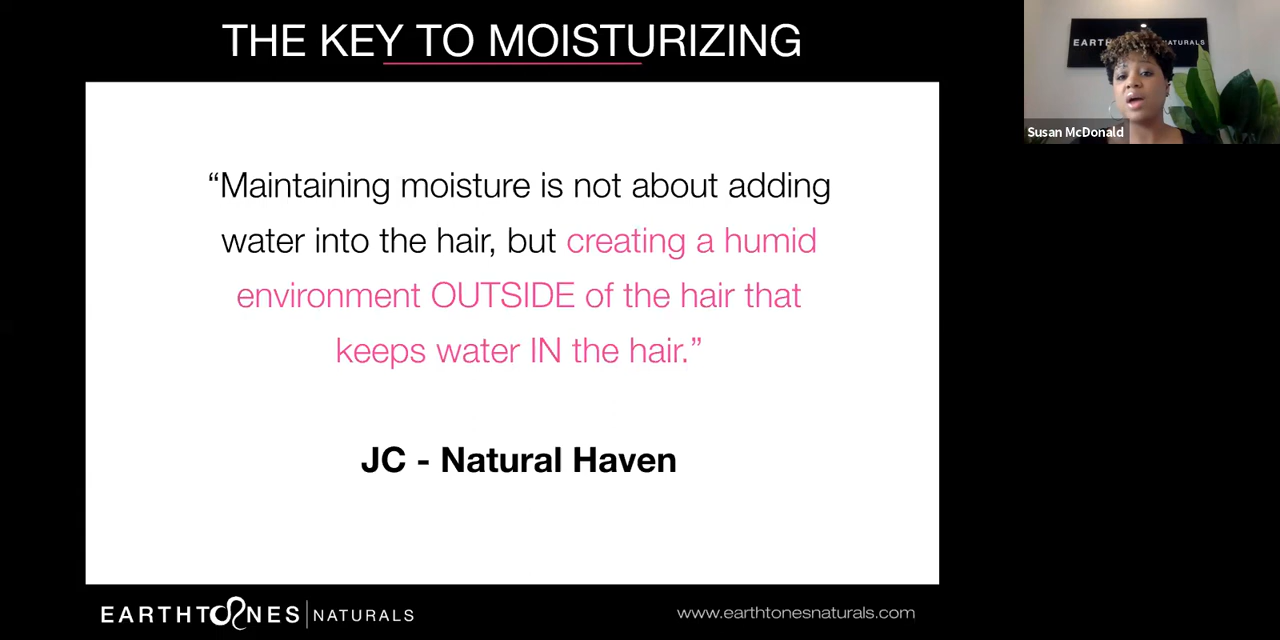 THE KEY TO MOISTURIZING
“Maintaining moisture is not about adding
water into the hair, but creating a humid
environment OUTSIDE of the hair that
keeps water IN the hair.”
JC - Natural Haven
EARTHTONES NATURALS
www.earthtonesnaturals.com
EARTH NATURALS
Susan McDonald